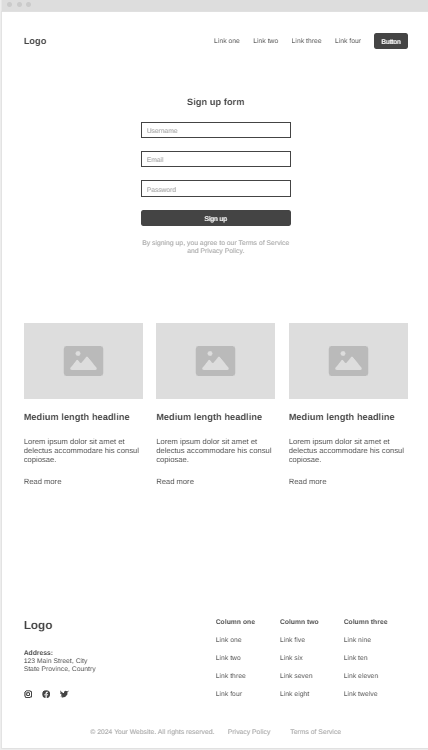 Logo
Link one
Link two
Link three
Link four
Button
Sign up form
Username
Email
Password
Sign up
By signing up, you agree to our Terms of Service
and Privacy Policy.
Medium length headline
Lorem ipsum dolor sit amet et
delectus accommodare his consul
copiosae.
Read more
Medium length headline
Lorem ipsum dolor sit amet et
delectus accommodare his consul
copiosae.
Read more
Medium length headline
Lorem ipsum dolor sit amet et
delectus accommodare his consul
copiosae.
Read more
Logo
Address:
123 Main Street, City
State Province, Country
Column one
Link one
Link two
Link three
Link four
Column two
Link five
Link six
Link seven
Link eight
Column three
Link nine
Link ten
Link eleven
Link twelve
© 2024 Your Website. All rights reserved.
Privacy Policy
Terms of Service